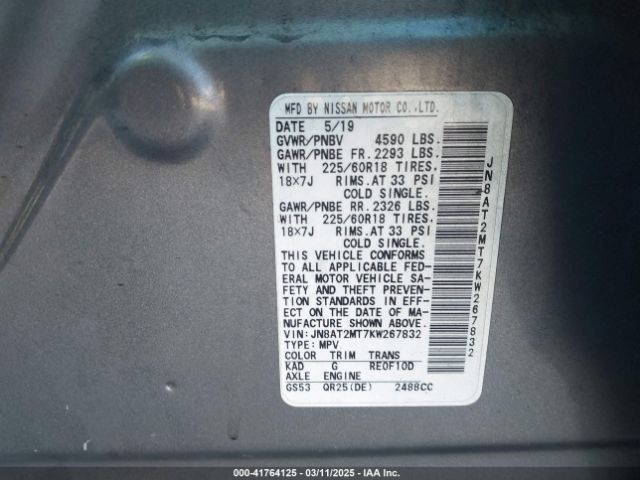 MFD BY NISSAN MOTOR CO.,LTD.
DATE 5/19
GVWR/PNBV 4590 LBS.
GAWR/PNBE FR. 2293 LBS.
WITH 225/60R18 TIRES.
18X7J RIMS.AT 33 PSI
COLD SINGLE.
GAWR/PNBE RR. 2326 LBS.
WITH 225/60R18 TIRES.
18X7J RIMS.AT 33 PSI
COLD SINGLE.
THIS VEHICLE CONFORMS
TO ALL APPLICABLE FED-
ERAL MOTOR VEHICLE SA-
FETY AND THEFT PREVEN-
TION STANDARDS IN EFF-
ECT ON THE DATE OF MA-
NUFACTURE SHOWN ABOVE.
VIN:JN8AT2MT7KW267832
TYPE:MPV
COLOR TRIM TRANS
KAD G RE0F10D
AXLE ENGINE
GS53 QR25(DE) 2488CC
JN8AT2MT7KW267832
000-41764125 - 03/11/2025 - IAA Inc.